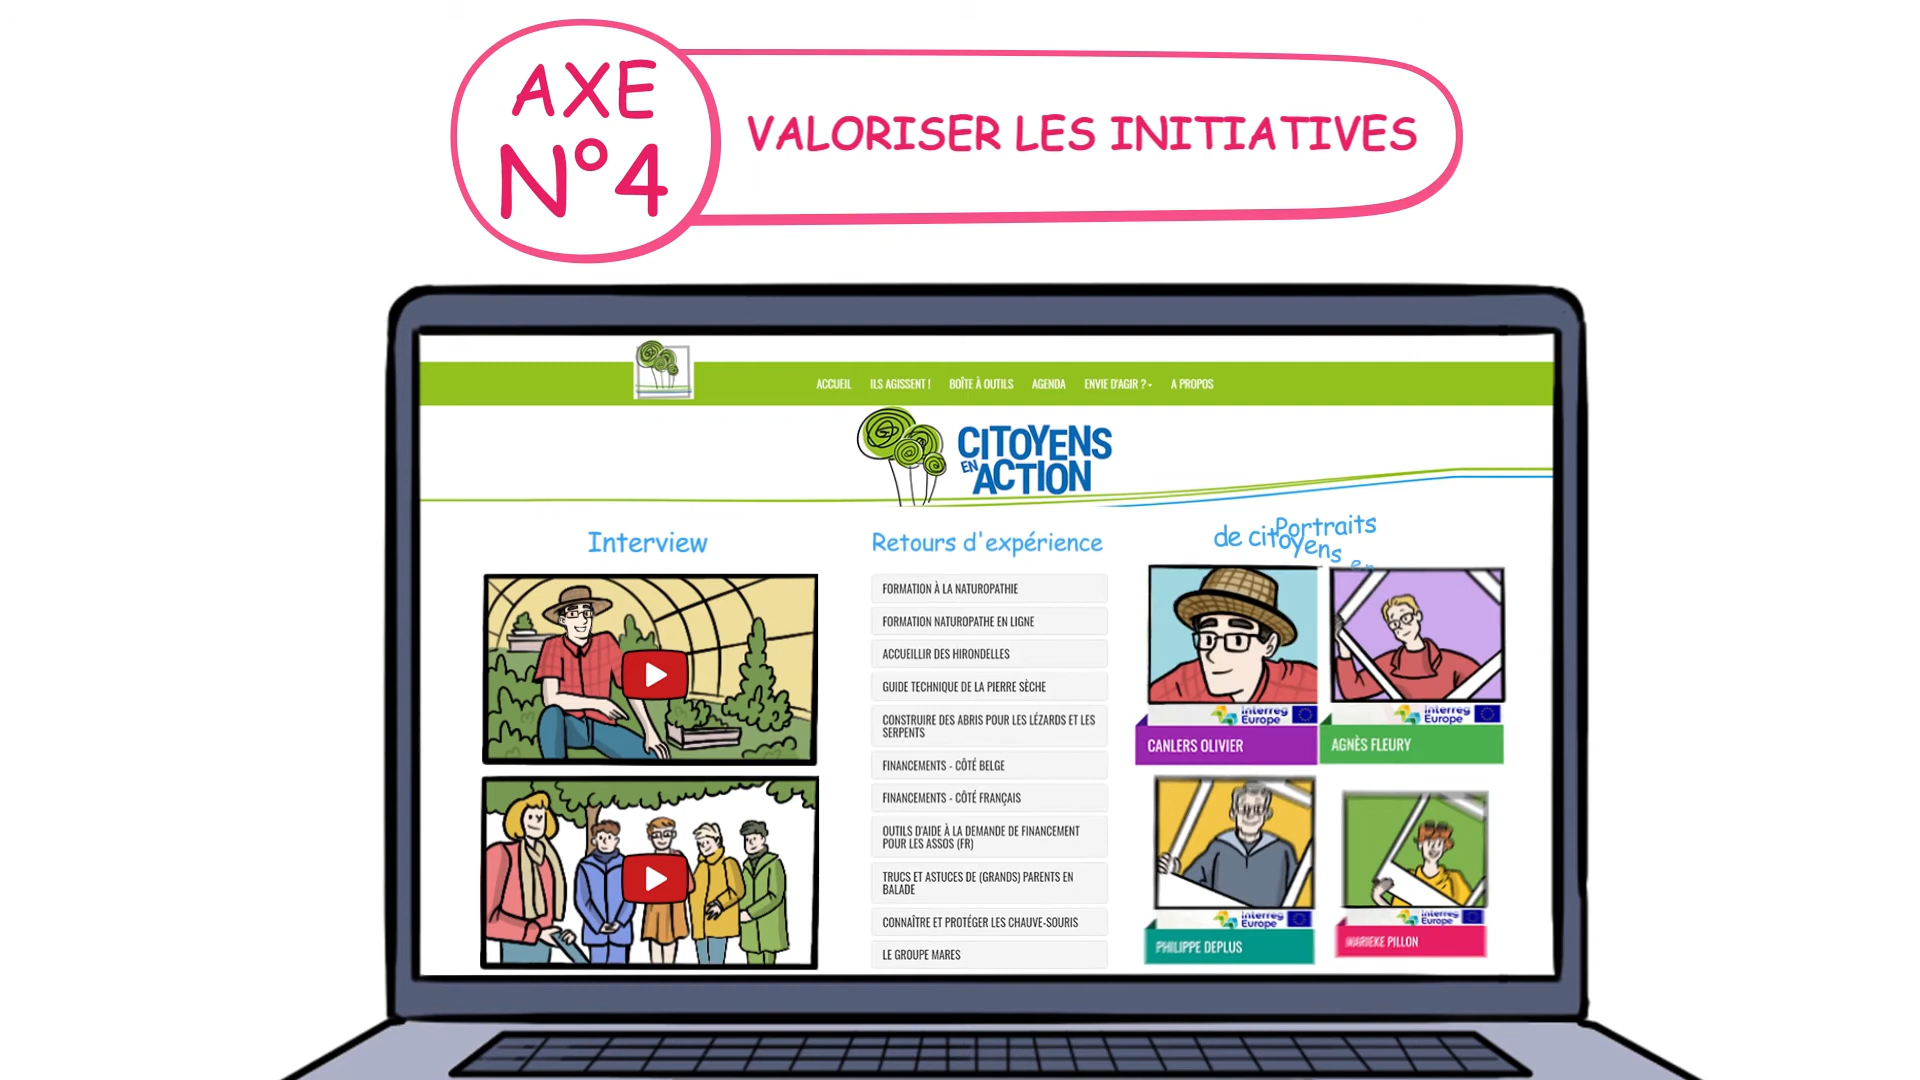 AXE
N°4
VALORISER LES INITIATIVES
ACCUEIL ILS AGISSENT ! BOÎTE À OUTILS AGENDA ENVIE D'AGIR ? A PROPOS
CITOYENS
EN ACTION
Interview
Retours d'expérience
Portraits
de citoyens en
FORMATION À LA NATUROPATHIE
FORMATION NATUROPATHE EN LIGNE
ACCUEILLIR DES HIRONDELLES
GUIDE TECHNIQUE DE LA PIERRE SÈCHE
CONSTRUIRE DES ABRIS POUR LES LÉZARDS ET LES
SERPENTS
FINANCEMENTS - CÔTÉ BELGE
FINANCEMENTS - CÔTÉ FRANÇAIS
OUTILS D'AIDE À LA DEMANDE DE FINANCEMENT
POUR LES ASSOS (FR)
TRUCS ET ASTUCES DE (GRANDS) PARENTS EN
BALADE
CONNAÎTRE ET PROTÉGER LES CHAUVE-SOURIS
LE GROUPE MARES
Interreg
Europe
CANLERS OLIVIER
Interreg
Europe
AGNÈS FLEURY
Interreg
Europe
PHILIPPE DEPLUS
Interreg
Europe
MARIEKE PILLON